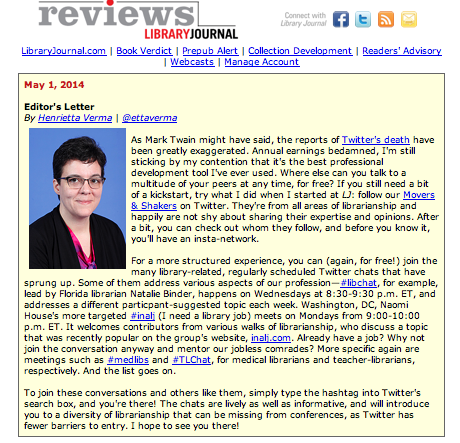 reviews
LIBRARYJOURNAL
Connect with
Library Journal
LibraryJournal.com | Book Verdict | Prepub Alert | Collection Development | Readers' Advisory
| Webcasts | Manage Account
May 1, 2014
Editor's Letter
By Henrietta Verma | @ettaverma
As Mark Twain might have said, the reports of Twitter's death have
been greatly exaggerated. Annual earnings bedamned, I'm still
sticking by my contention that it's the best professional
development tool I've ever used. Where else can you talk to a
multitude of your peers at any time, for free? If you still need a bit
of a kickstart, try what I did when I started at LJ: follow our Movers
& Shakers on Twitter. They're from all areas of librarianship and
happily are not shy about sharing their expertise and opinions. After
a bit, you can check out whom they follow, and before you know it,
you'll have an insta-network.
For a more structured experience, you can (again, for free!) join the
many library-related, regularly scheduled Twitter chats that have
sprung up. Some of them address various aspects of our profession—#libchat, for example,
lead by Florida librarian Natalie Binder, happens on Wednesdays at 8:30-9:30 p.m. ET, and
addresses a different particpant-suggested topic each week. Washington, DC, Naomi
House's more targeted #inalj (I need a library job) meets on Mondays from 9:00-10:00
p.m. ET. It welcomes contributors from various walks of librarianship, who discuss a topic
that was recently popular on the group's website, inalj.com. Already have a job? Why not
join the conversation anyway and mentor our jobless comrades? More specific again are
meetings such as #medlibs and #TLChat, for medical librarians and teacher-librarians,
respectively. And the list goes on.
To join these conversations and others like them, simply type the hashtag into Twitter's
search box, and you're there! The chats are lively as well as informative, and will introduce
you to a diversity of librarianship that can be missing from conferences, as Twitter has
fewer barriers to entry. I hope to see you there!